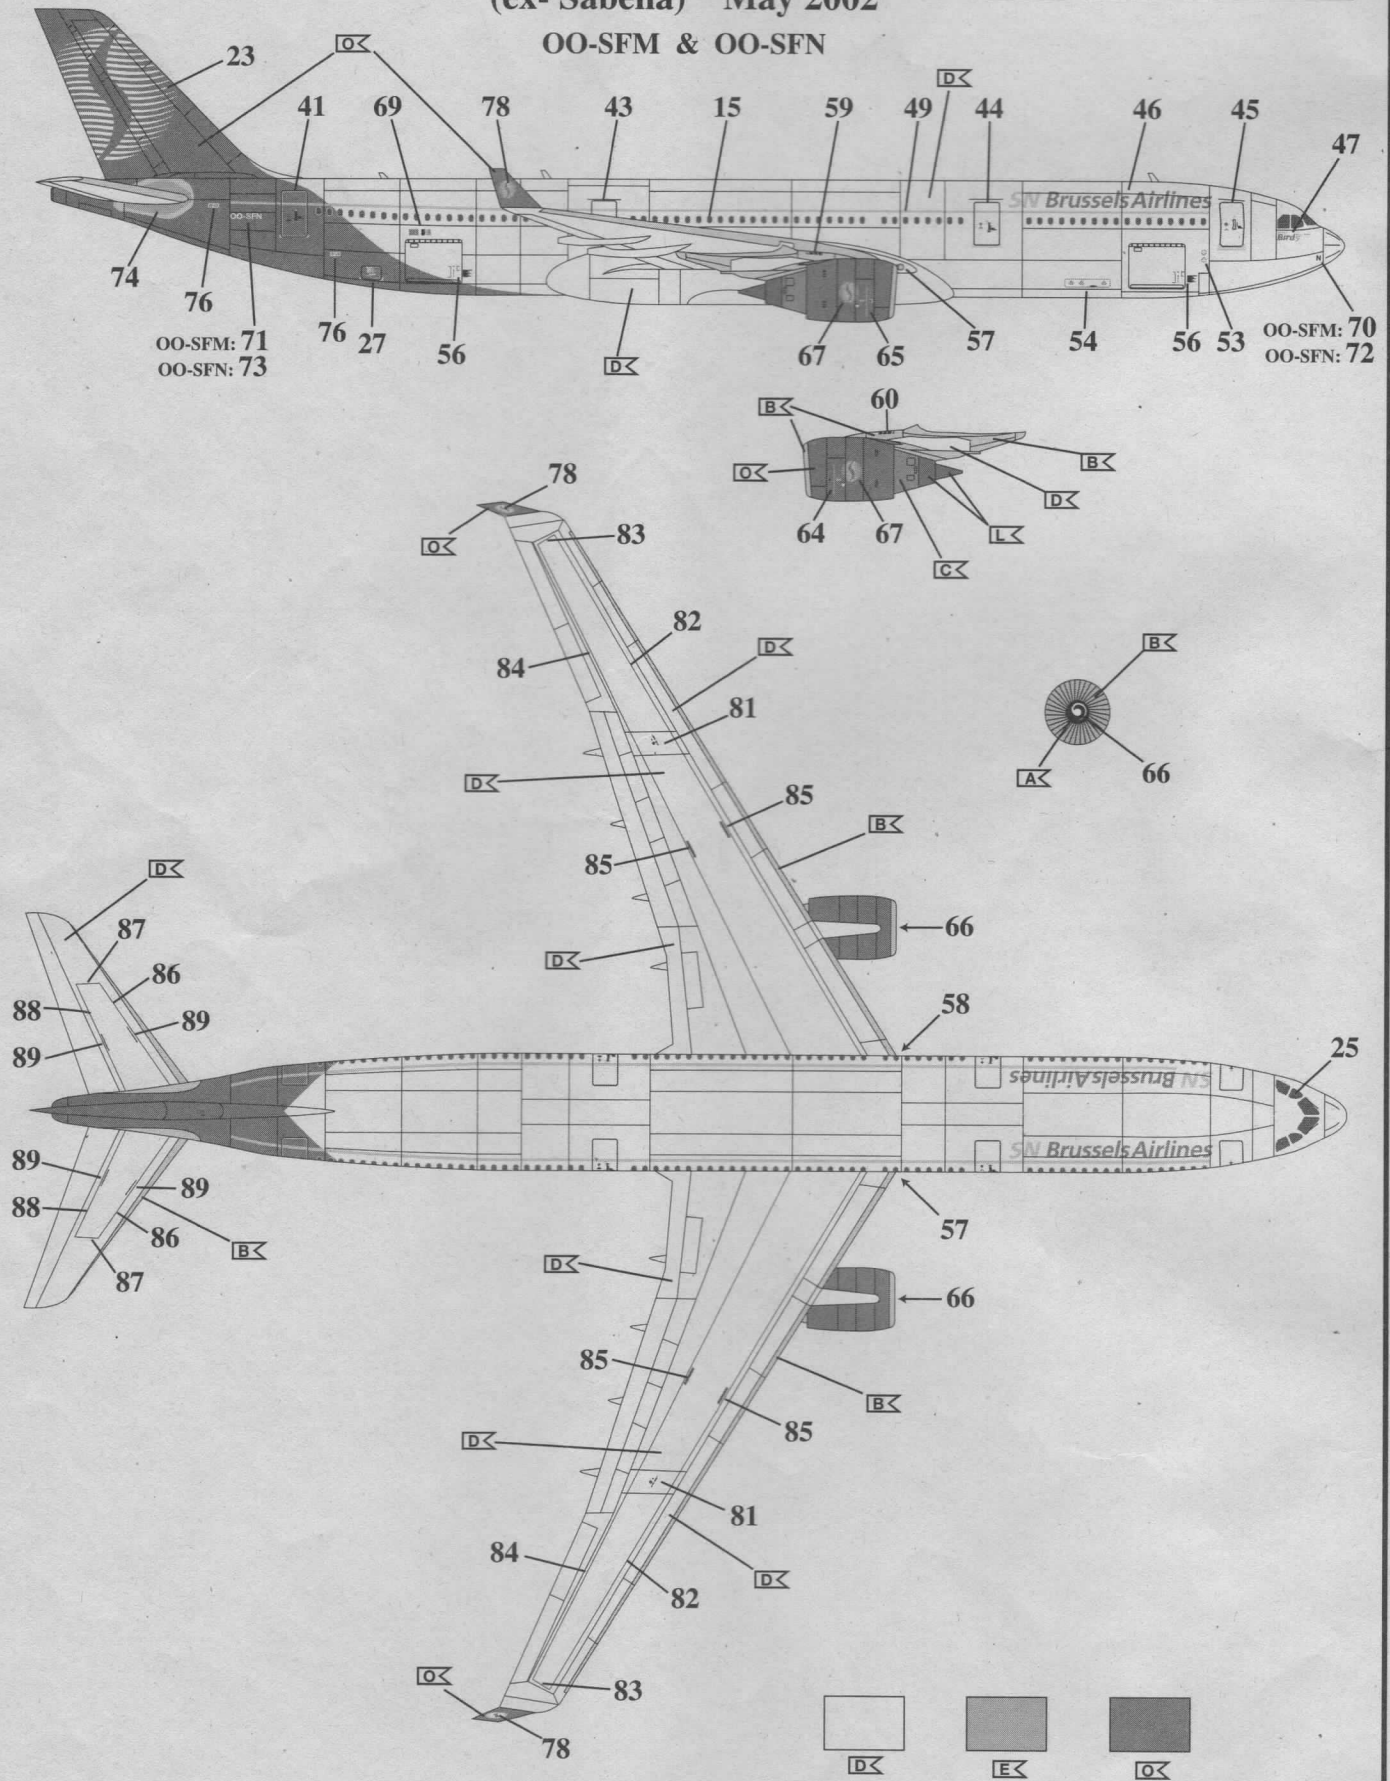 (ex- Sabena) May 2002
OO-SFM & OO-SFN
23
O
41
69
78
43
15
59
49
D
44
46
45
47
SN Brussels Airlines
OO-SFN
Bird
N
74
76
OO-SFM: 71
OO-SFN: 73
76
27
56
D
67
65
57
54
56
53
OO-SFM: 70
OO-SFN: 72
B
60
O
B
D
64
67
L
C
78
O
83
82
D
84
81
B
D
85
A
66
B
85
D
87
66
D
86
88
89
58
89
25
SN Brussels Airlines
SN Brussels Airlines
89
89
88
86
57
B
D
87
66
85
B
85
D
81
84
D
82
O
83
78
D
E
O